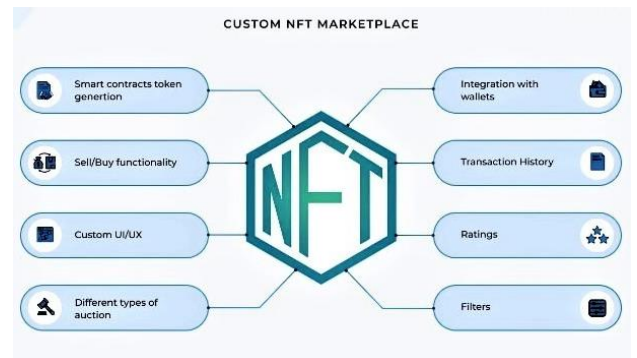 CUSTOM NFT MARKETPLACE
Smart contracts token
genertion
Sell/Buy functionality
Custom UI/UX
Different types of
auction
NFT
Integration with
wallets
Transaction History
Ratings
Filters